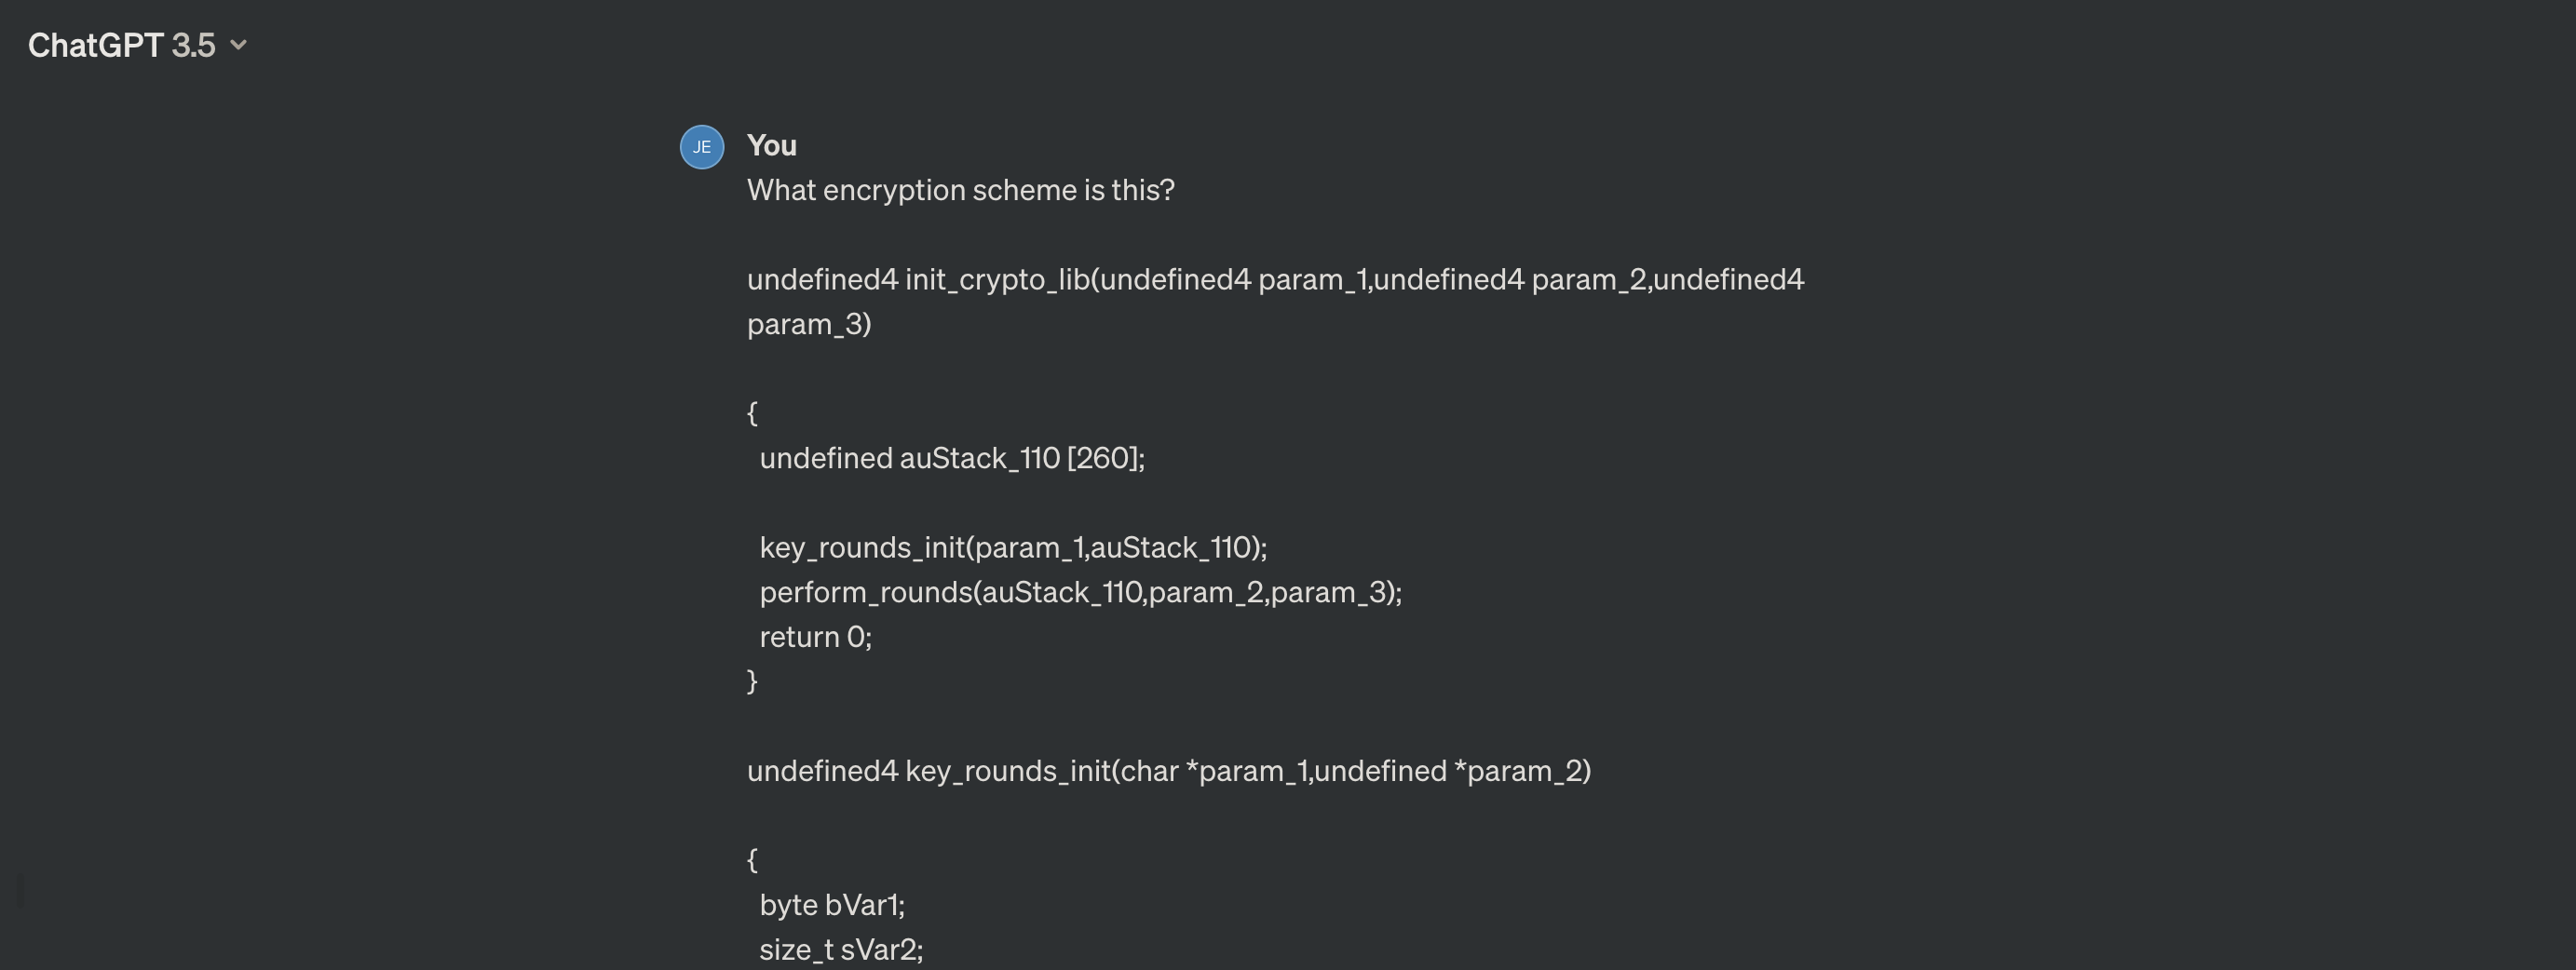 ChatGPT 3.5
JE
You
What encryption scheme is this?
undefined4 init_crypto_lib(undefined4 param_1,undefined4 param_2,undefined4
param_3)
{
undefined auStack_110 [260];
key_rounds_init(param_1,auStack_110);
perform_rounds(auStack_110,param_2,param_3);
return 0;
}
undefined4 key_rounds_init(char *param_1,undefined *param_2)
{
byte bVar1;
size_t sVar2;